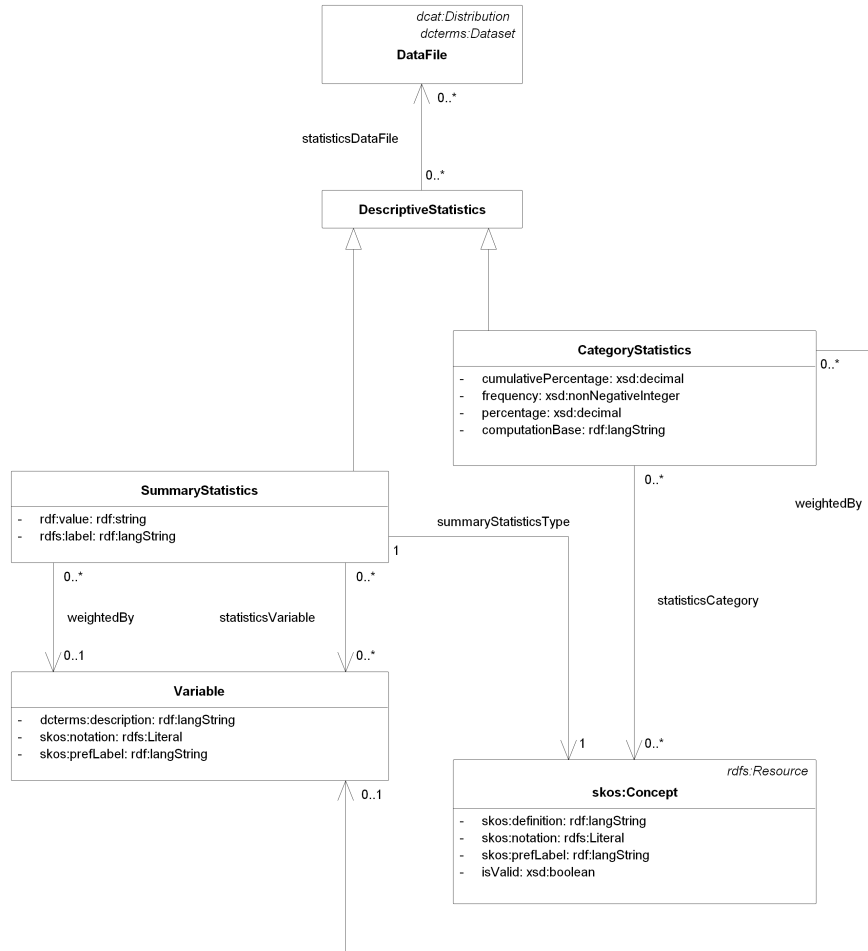 dcat:Distribution
dcterms:Dataset
DataFile
0..*
statisticsDataFile
0..*
DescriptiveStatistics
CategoryStatistics
- cumulativePercentage: xsd:decimal
- frequency: xsd:nonNegativeInteger
- percentage: xsd:decimal
- computationBase: rdf:langString
0..*
0..*
weightedBy
SummaryStatistics
- rdf:value: rdf:string
- rdfs:label: rdf:langString
summaryStatisticsType
1
0..*
0..*
weightedBy
statisticsVariable
statisticsCategory
0..1
0..*
Variable
- dcterms:description: rdf:langString
- skos:notation: rdfs:Literal
- skos:prefLabel: rdf:langString
1
0..*
0..1
rdfs:Resource
skos:Concept
- skos:definition: rdf:langString
- skos:notation: rdfs:Literal
- skos:prefLabel: rdf:langString
- isValid: xsd:boolean